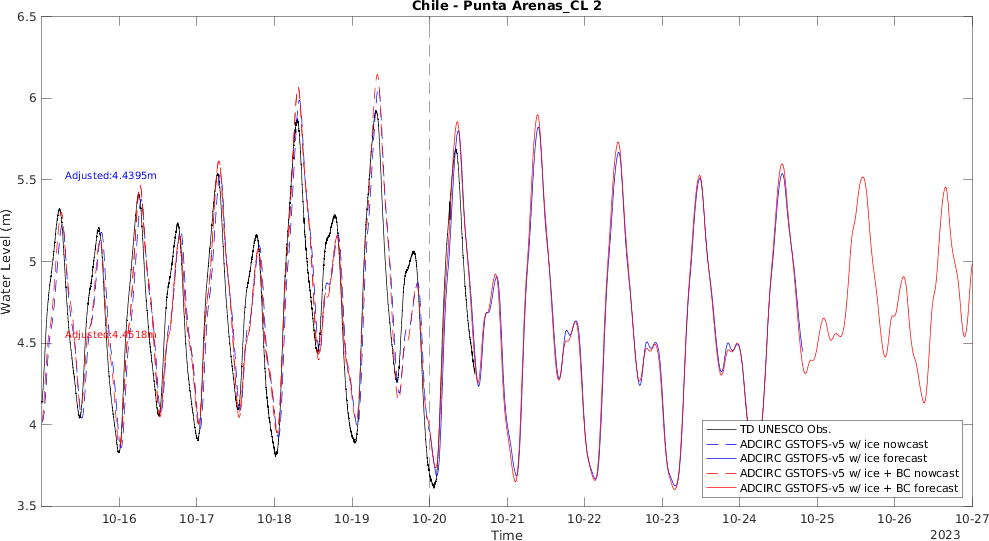 Chile - Punta Arenas_CL 2
6.5
6
5.5
5
4.5
4
3.5
Water Level (m)
Adjusted:4.4395m
Adjusted:4.4518m
TD UNESCO Obs.
ADCIRC GSTOFS-v5 w/ ice nowcast
ADCIRC GSTOFS-v5 w/ ice forecast
ADCIRC GSTOFS-v5 w/ ice + BC nowcast
ADCIRC GSTOFS-v5 w/ ice + BC forecast
10-16 10-17 10-18 10-19 10-20 10-21 10-22 10-23 10-24 10-25 10-26 10-27
Time
2023